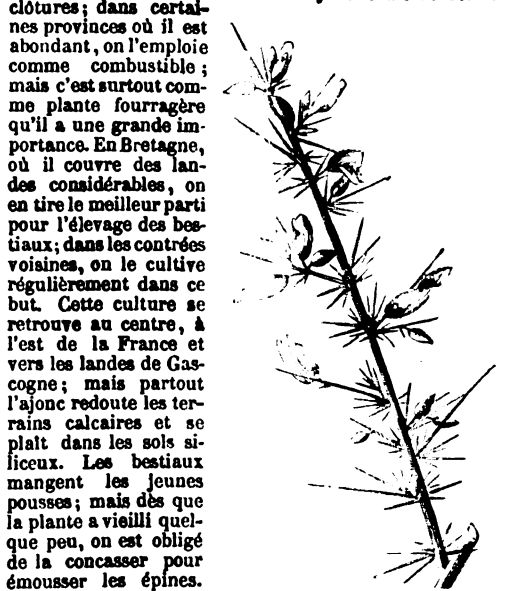 clôtures; dans certai-
nes provinces où il est
abondant, on l'emploie
comme combustible;
mais c'est surtout com-
me plante fourragère
qu'il a une grande im-
portance. En Bretagne,
où il couvre des lan-
des considérables, on
en tire le meilleur parti
pour l'élevage des bes-
tiaux; dans les contrées
voisines, on le cultive
régulièrement dans ce
but. Cette culture se
retrouve au centre, à
l'est de la France et
vers les landes de Gas-
cogne; mais partout
l'ajonc redoute les ter-
rains calcaires et se
plaît dans les sols si-
liceux. Les bestiaux
mangent les jeunes
pousses; mais dès que
la plante a vieilli quel-
que peu, on est obligé
de la concasser pour
émousser les épines.